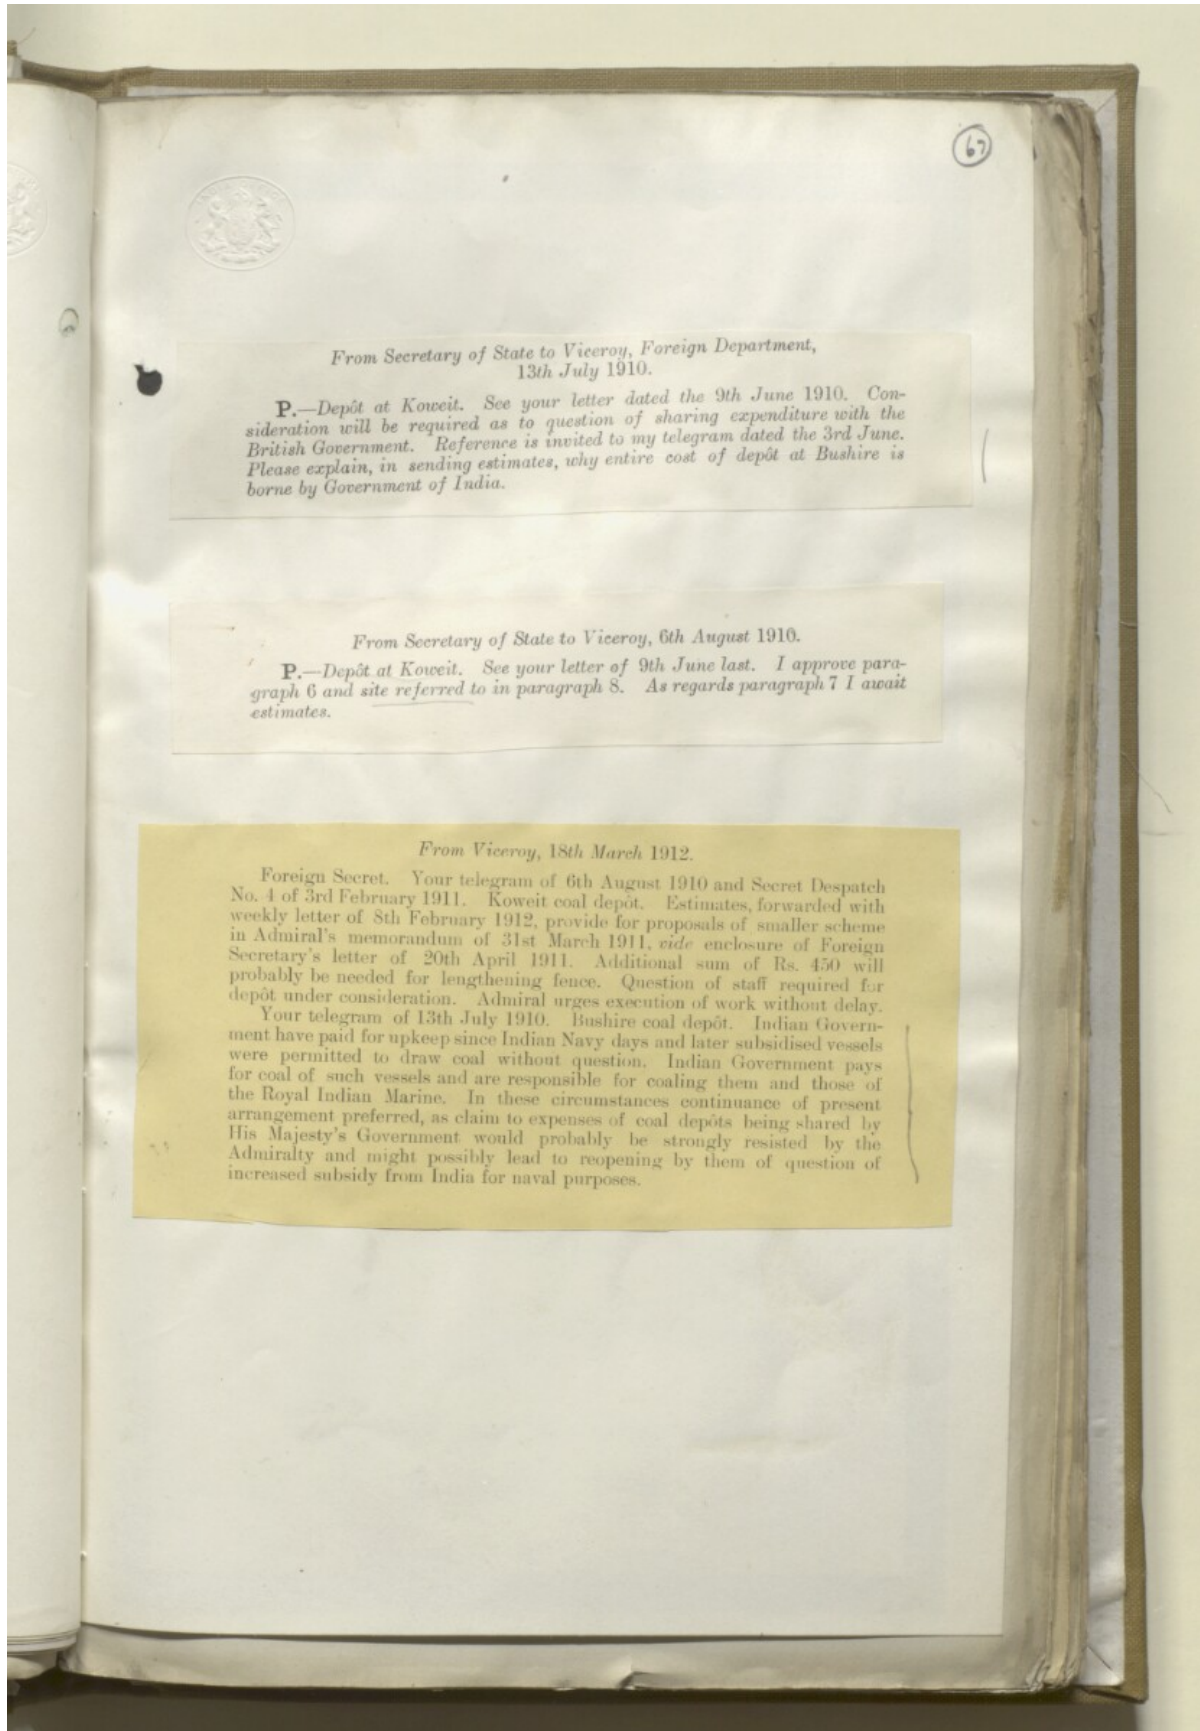 67
From Secretary of State to Viceroy, Foreign Department,
13th July 1910.
P.—Depôt at Koweit. See your letter dated the 9th June 1910. Con-
sideration will be required as to question of sharing expenditure with the
British Government. Reference is invited to my telegram dated the 3rd June.
Please explain, in sending estimates, why entire cost of depôt at Bushire is
borne by Government of India.
From Secretary of State to Viceroy, 6th August 1910.
P.—Depôt at Koweit. See your letter of 9th June last. I approve para-
graph 6 and site referred to in paragraph 8. As regards paragraph 7 I await
estimates.
From Viceroy, 18th March 1912.
Foreign Secret. Your telegram of 6th August 1910 and Secret Despatch
No. 4 of 3rd February 1911. Koweit coal depôt. Estimates, forwarded with
weekly letter of 8th February 1912, provide for proposals of smaller scheme
in Admiral's memorandum of 31st March 1911, vide enclosure of Foreign
Secretary's letter of 20th April 1911. Additional sum of Rs. 450 will
probably be needed for lengthening fence. Question of staff required for
depôt under consideration. Admiral urges execution of work without delay.
Your telegram of 13th July 1910. Bushire coal depôt. Indian Govern-
ment have paid for upkeep since Indian Navy days and later subsidised vessels
were permitted to draw coal without question. Indian Government pays
for coal of such vessels and are responsible for coaling them and those of
the Royal Indian Marine. In these circumstances continuance of present
arrangement preferred, as claim to expenses of coal depôts being shared by
His Majesty's Government would probably be strongly resisted by the
Admiralty and might possibly lead to reopening by them of question of
increased subsidy from India for naval purposes.